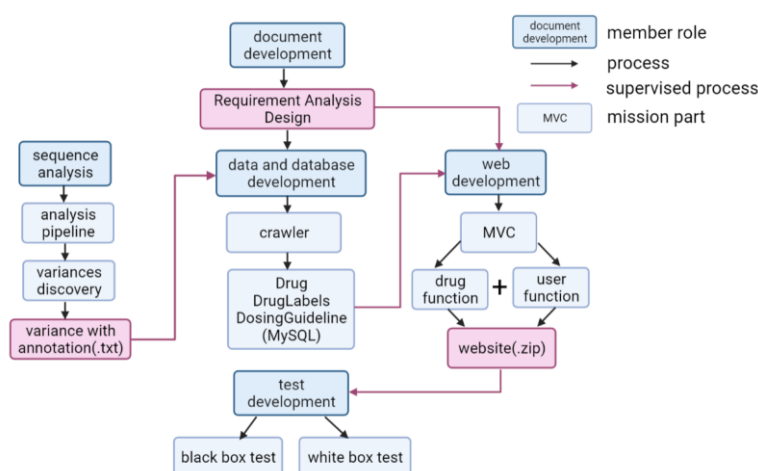 document
development
Requirement Analysis
Design
sequence
analysis
analysis
pipeline
variances
discovery
variance with
annotation(.txt)
data and database
development
crawler
Drug
DrugLabels
DosingGuideline
(MySQL)
web
development
MVC
drug
function
+
user
function
website(.zip)
test
development
black box test
white box test
document
development
member role
process
supervised process
MVC
mission part